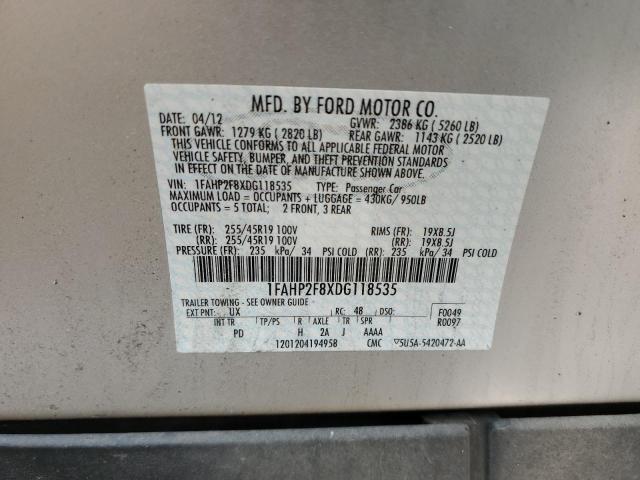 MFD. BY FORD MOTOR CO.
DATE: 04/12 GVWR: 2386 KG ( 5260 LB)
FRONT GAWR: 1279 KG ( 2820 LB) REAR GAWR: 1143 KG ( 2520 LB)
THIS VEHICLE CONFORMS TO ALL APPLICABLE FEDERAL MOTOR
VEHICLE SAFETY, BUMPER, AND THEFT PREVENTION STANDARDS
IN EFFECT ON THE DATE OF MANUFACTURE SHOWN ABOVE.
VIN: 1FAHP2F8XDG118535 TYPE: Passenger Car
MAXIMUM LOAD = OCCUPANTS + LUGGAGE = 430KG/ 950LB
OCCUPANTS = 5 TOTAL; 2 FRONT, 3 REAR
TIRE (FR): 255/45R19 100V RIMS (FR): 19X8.5J
(RR): 255/45R19 100V (RR): 19X8.5J
PRESSURE (FR): 235 kPa/ 34 PSI COLD (RR): 235 kPa/ 34 PSI COLD
1FAHP2F8XDG118535
TRAILER TOWING - SEE OWNER GUIDE
EXT PNT: UX RC: 48 DSO: F0049
INT TR TP/PS R AXLE TR SPR R0097
PD H 2A J AAAA
1201204194958 CMC ▽5U5A-5420472-AA